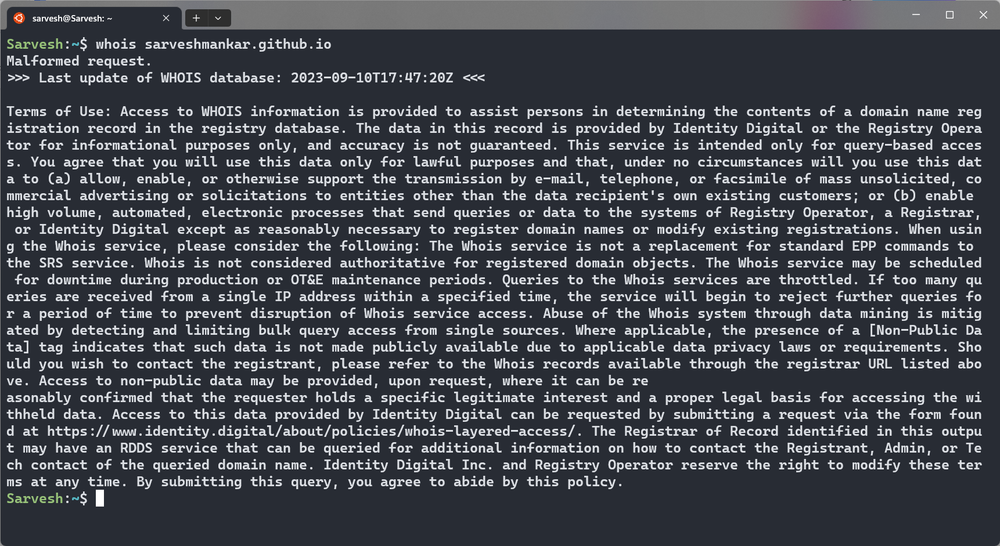 sarvesh@Sarvesh: ~
Sarvesh:~$ whois sarveshmankar.github.io
Malformed request.
>>> Last update of WHOIS database: 2023-09-10T17:47:20Z <<<
Terms of Use: Access to WHOIS information is provided to assist persons in determining the contents of a domain name reg
istration record in the registry database. The data in this record is provided by Identity Digital or the Registry Opera
tor for informational purposes only, and accuracy is not guaranteed. This service is intended only for query-based acces
s. You agree that you will use this data only for lawful purposes and that, under no circumstances will you use this dat
a to (a) allow, enable, or otherwise support the transmission by e-mail, telephone, or facsimile of mass unsolicited, co
mmercial advertising or solicitations to entities other than the data recipient's own existing customers; or (b) enable
high volume, automated, electronic processes that send queries or data to the systems of Registry Operator, a Registrar,
 or Identity Digital except as reasonably necessary to register domain names or modify existing registrations. When usin
g the Whois service, please consider the following: The Whois service is not a replacement for standard EPP commands to
the SRS service. Whois is not considered authoritative for registered domain objects. The Whois service may be scheduled
 for downtime during production or OT&E maintenance periods. Queries to the Whois services are throttled. If too many qu
eries are received from a single IP address within a specified time, the service will begin to reject further queries fo
r a period of time to prevent disruption of Whois service access. Abuse of the Whois system through data mining is mitig
ated by detecting and limiting bulk query access from single sources. Where applicable, the presence of a [Non-Public Da
ta] tag indicates that such data is not made publicly available due to applicable data privacy laws or requirements. Sho
uld you wish to contact the registrant, please refer to the Whois records available through the registrar URL listed abo
ve. Access to non-public data may be provided, upon request, where it can be re
asonably confirmed that the requester holds a specific legitimate interest and a proper legal basis for accessing the wi
thheld data. Access to this data provided by Identity Digital can be requested by submitting a request via the form foun
d at https://www.identity.digital/about/policies/whois-layered-access/. The Registrar of Record identified in this outpu
t may have an RDDS service that can be queried for additional information on how to contact the Registrant, Admin, or Te
ch contact of the queried domain name. Identity Digital Inc. and Registry Operator reserve the right to modify these ter
ms at any time. By submitting this query, you agree to abide by this policy.
Sarvesh:~$